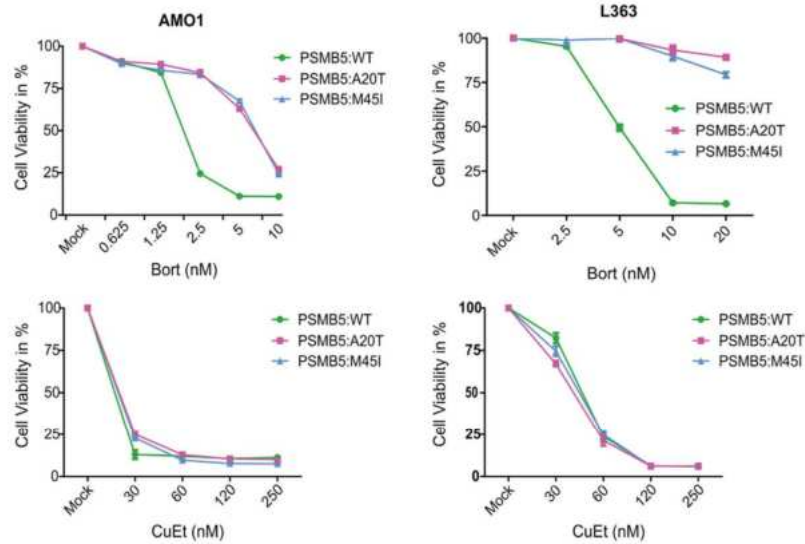 AMO1
Cell Viability in %
100
75
50
25
0
PSMB5:WT
PSMB5:A20T
PSMB5:M45I
Mock
0.625
1.25
2.5
5
10
Bort (nM)
L363
Cell Viability in %
100
75
50
25
0
PSMB5:WT
PSMB5:A20T
PSMB5:M45I
Mock
2.5
5
10
20
Bort (nM)
Cell Viability in %
100
75
50
25
0
PSMB5:WT
PSMB5:A20T
PSMB5:M45I
Mock
30
60
120
250
CuEt (nM)
Cell Viability in %
100
75
50
25
0
PSMB5:WT
PSMB5:A20T
PSMB5:M45I
Mock
30
60
120
250
CuEt (nM)